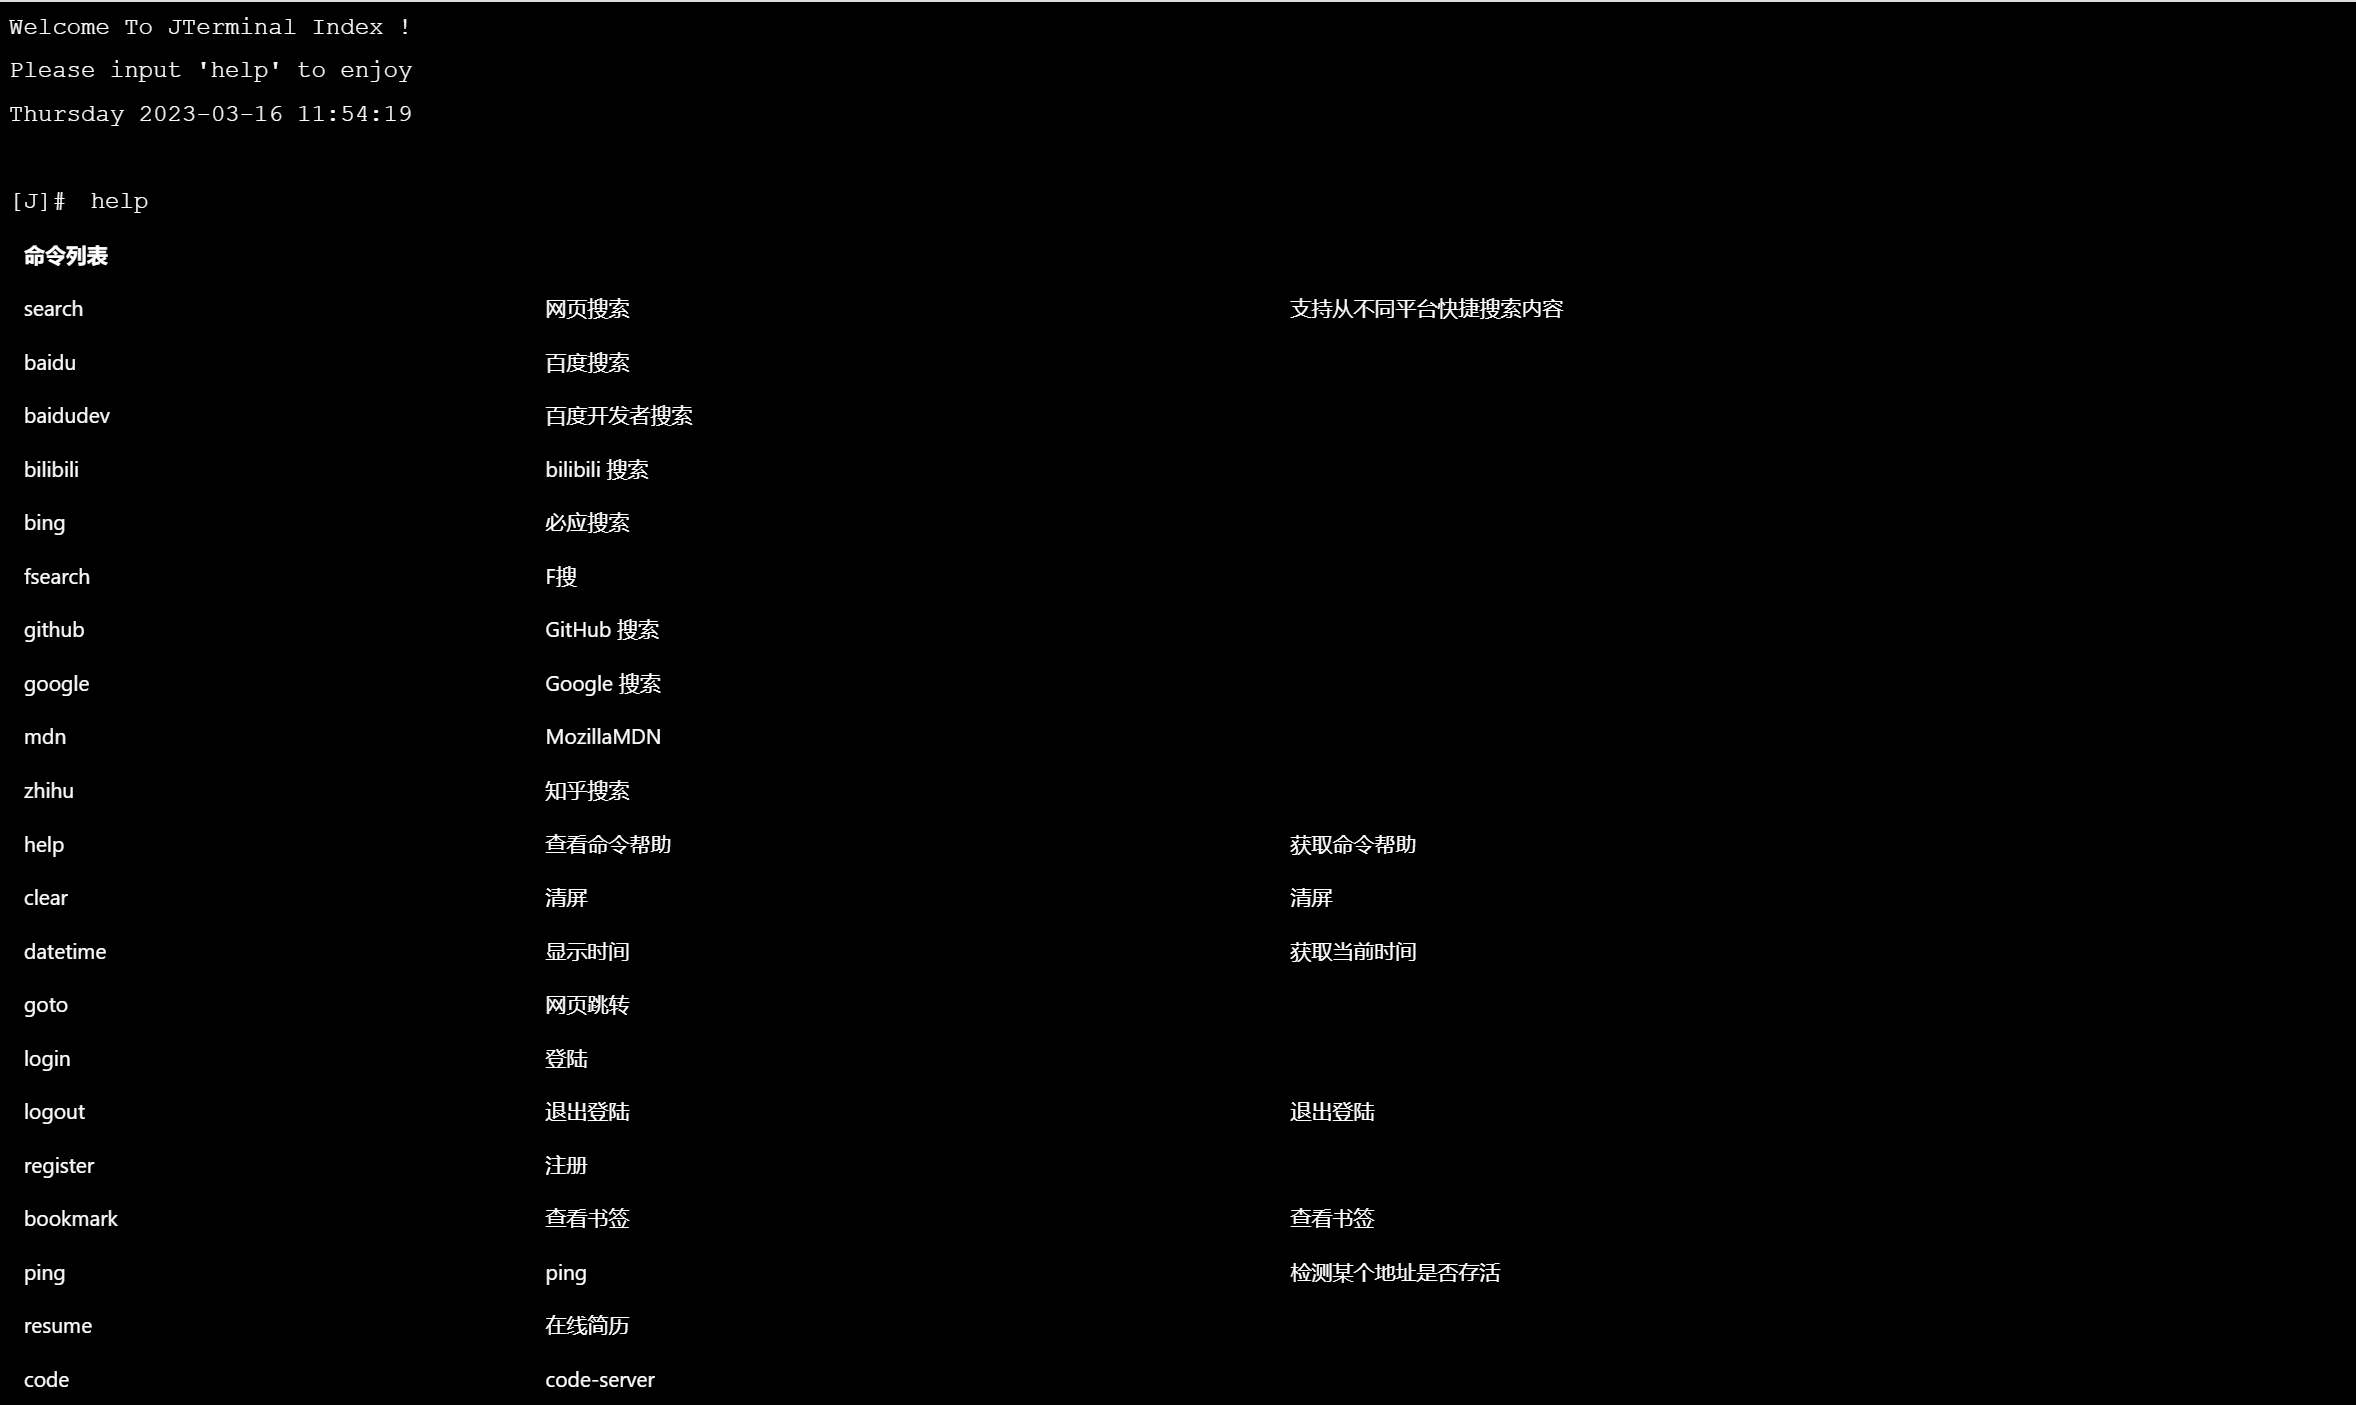 Welcome To JTerminal Index !
Please input 'help' to enjoy
Thursday 2023-03-16 11:54:19
[J]# help
命令列表
search 网页搜索 支持从不同平台快捷搜索内容
baidu 百度搜索
baidudev 百度开发者搜索
bilibili bilibili 搜索
bing 必应搜索
fsearch F搜
github GitHub 搜索
google Google 搜索
mdn MozillaMDN
zhihu 知乎搜索
help 查看命令帮助 获取命令帮助
clear 清屏 清屏
datetime 显示时间 获取当前时间
goto 网页跳转
login 登陆
logout 退出登陆 退出登陆
register 注册
bookmark 查看书签 查看书签
ping ping 检测某个地址是否存活
resume 在线简历
code code-server